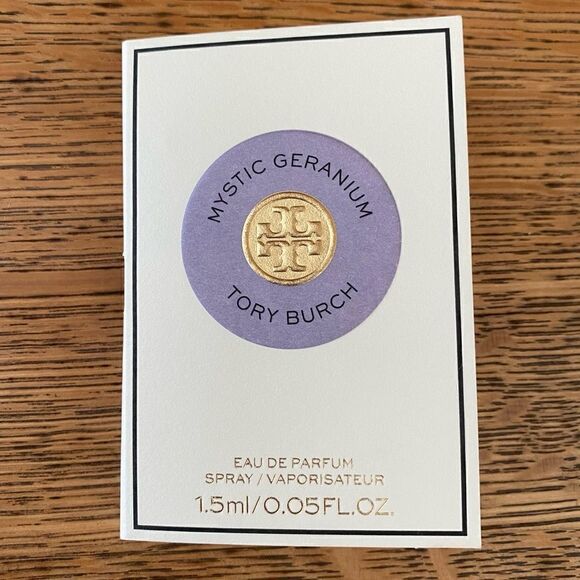 MYSTIC GERANIUM
TORY BURCH
EAU DE PARFUM
SPRAY / VAPORISATEUR
1.5ml/0.05FL.OZ.